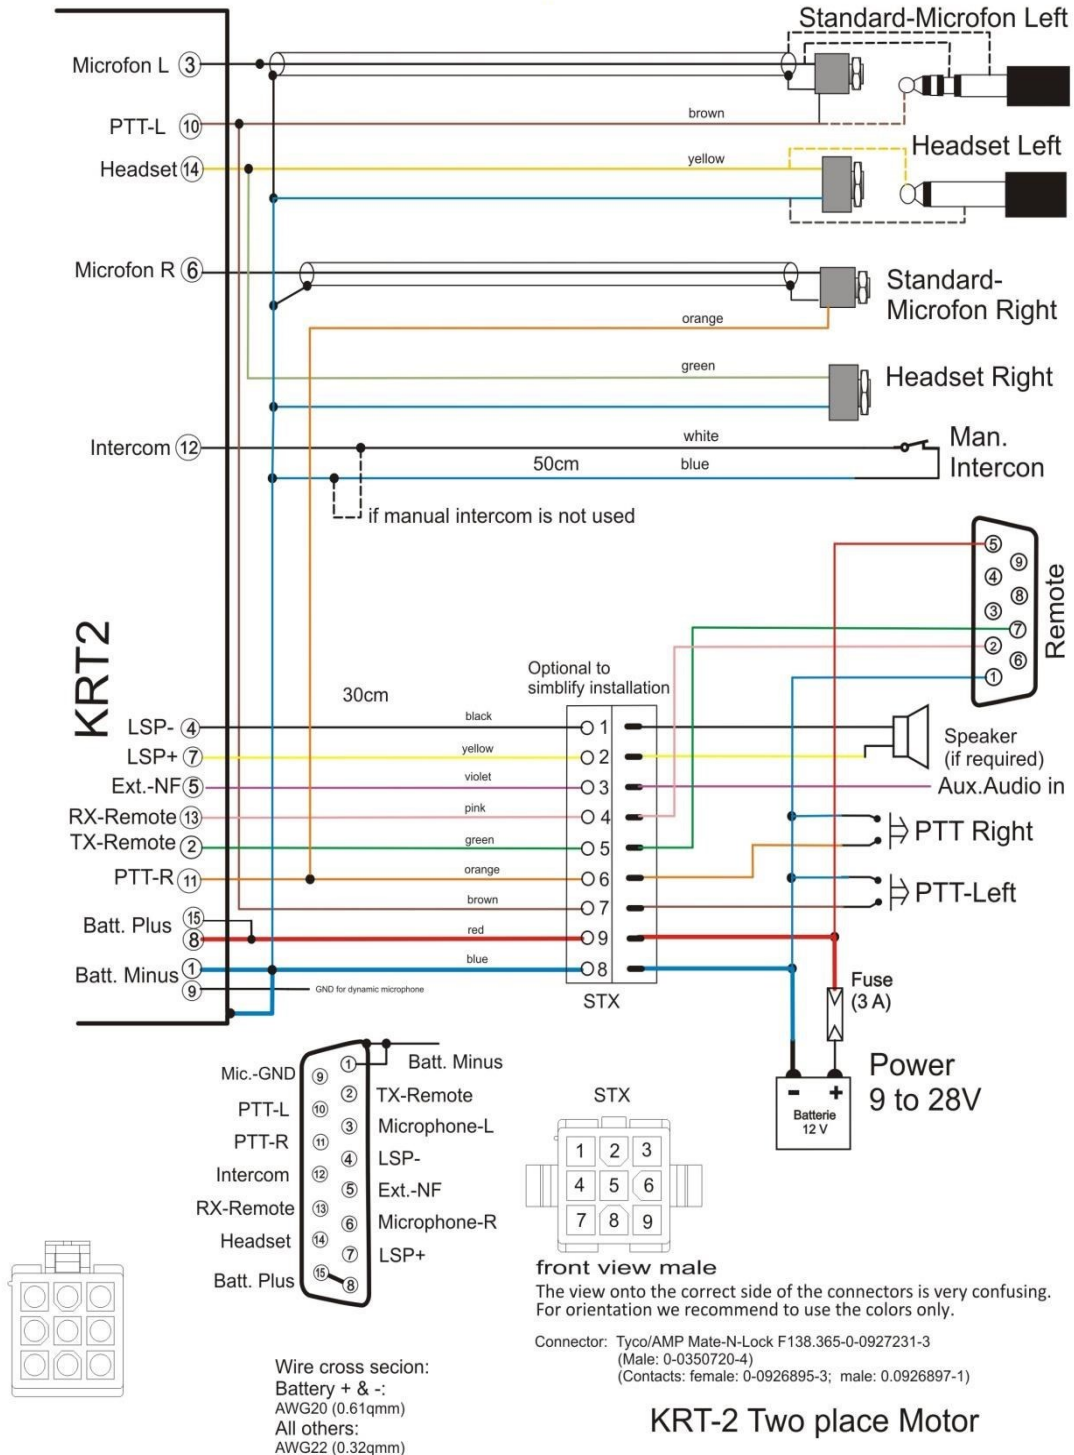 Standard-Microfon Left
Microfon L 3
brown
PTT-L 10
Headset Left
Headset 14
yellow
Microfon R 6
Standard-
Microfon Right
orange
green
Headset Right
Intercom 12
white
Man.
Intercon
50cm
blue
if manual intercom is not used
5
9
4
8
3
7
2
6
1
Remote
KRT2
Optional to
simblify installation
30cm
LSP- 4
black
1
Speaker
(if required)
LSP+ 7
yellow
2
Ext.-NF 5
violet
3
Aux.Audio in
RX-Remote 13
pink
4
TX-Remote 2
green
5
PTT Right
PTT-R 11
orange
6
brown
7
PTT-Left
Batt. Plus 15
8
red
9
Batt. Minus 1
blue
8
9
GND for dynamic microphone
STX
Fuse
(3 A)
Power
9 to 28V
- +
Batterie
12 V
Mic.-GND 9
1 Batt. Minus
PTT-L 10
2 TX-Remote
PTT-R 11
3 Microphone-L
Intercom 12
4 LSP-
RX-Remote 13
5 Ext.-NF
Headset 14
6 Microphone-R
Batt. Plus 15
7 LSP+
8
STX
1 2 3
4 5 6
7 8 9
front view male
The view onto the correct side of the connectors is very confusing.
For orientation we recommend to use the colors only.
Connector: Tyco/AMP Mate-N-Lock F138.365-0-0927231-3
(Male: 0-0350720-4)
(Contacts: female: 0-0926895-3; male: 0.0926897-1)
Wire cross secion:
Battery + & -:
AWG20 (0.61qmm)
All others:
AWG22 (0.32qmm)
KRT-2 Two place Motor